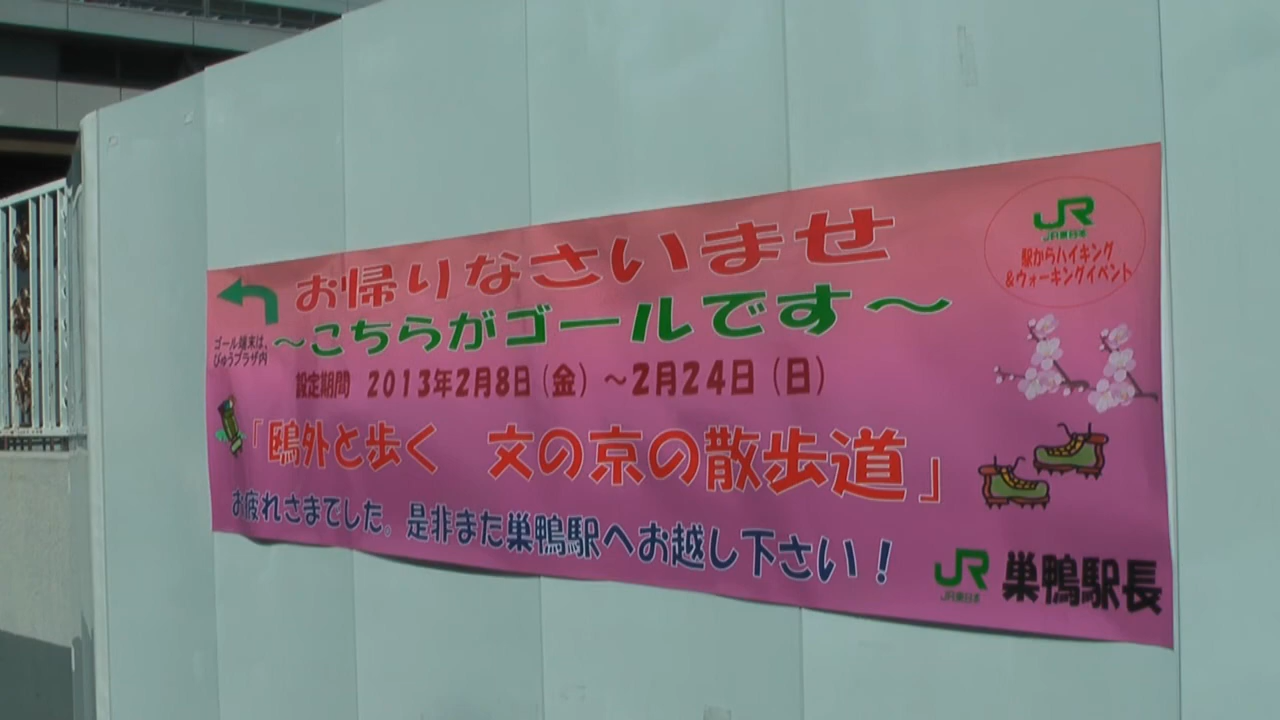 お帰りなさいませ
～こちらがゴールです～
ゴール端末は、
びゅうプラザ内
設定期間 2013年2月8日（金）～2月24日（日）
「鴎外と歩く 文の京の散歩道」
お疲れさまでした。是非また巣鴨駅へお越し下さい！
JR
JR東日本
駅からハイキング
&ウォーキングイベント
JR
JR東日本
巣鴨駅長